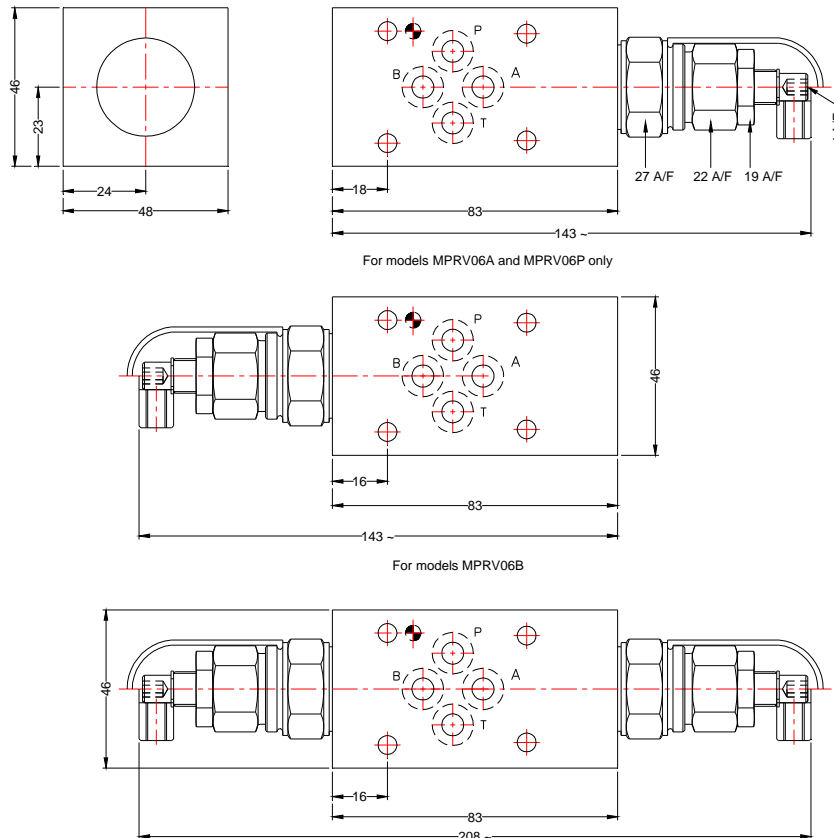 46
23
24
48
P
B
A
T
18
83
143 ~
27 A/F
22 A/F
19 A/F
For models MPRV06A and MPRV06P only
P
B
A
T
46
16
83
143 ~
For models MPRV06B
P
B
A
T
46
16
83
208 ~